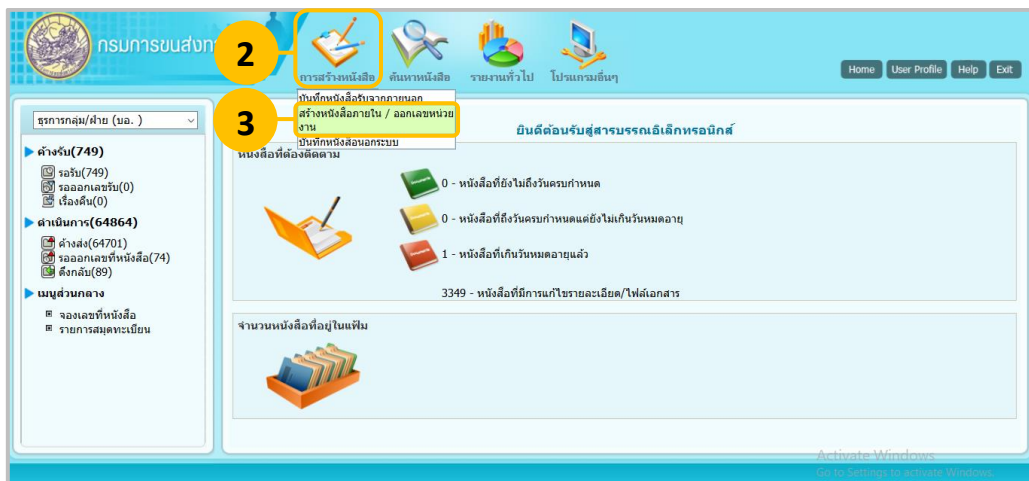 กรมการขนส่งท
2
การสร้างหนังสือ
ค้นหาหนังสือ
รายงานทั่วไป
โปรแกรมอื่นๆ
Home
User Profile
Help
Exit
บันทึกหนังสือรับจากภายนอก
3
สร้างหนังสือภายใน / ออกเลขหน่วย
งาน
บันทึกหนังสือนอกระบบ
ธุรการกลุ่ม/ฝ่าย (บอ. )
ค้างรับ(749)
รอรับ(749)
รอออกเลขรับ(0)
เรื่องคืน(0)
ดำเนินการ(64864)
ค้างส่ง(64701)
รอออกเลขที่หนังสือ(74)
ดึงกลับ(89)
เมนูส่วนกลาง
จองเลขที่หนังสือ
รายการสมุดทะเบียน
ยินดีต้อนรับสู่สารบรรณอิเล็กทรอนิกส์
หนังสือที่ต้องติดตาม
0 - หนังสือที่ยังไม่ถึงวันครบกำหนด
0 - หนังสือที่ถึงวันครบกำหนดแต่ยังไม่เกินวันหมดอายุ
1 - หนังสือที่เกินวันหมดอายุแล้ว
3349 - หนังสือที่มีการแก้ไขรายละเอียด/ไฟล์เอกสาร
จำนวนหนังสือที่อยู่ในแฟ้ม
Activate Windows
Go to Settings to activate Windows.